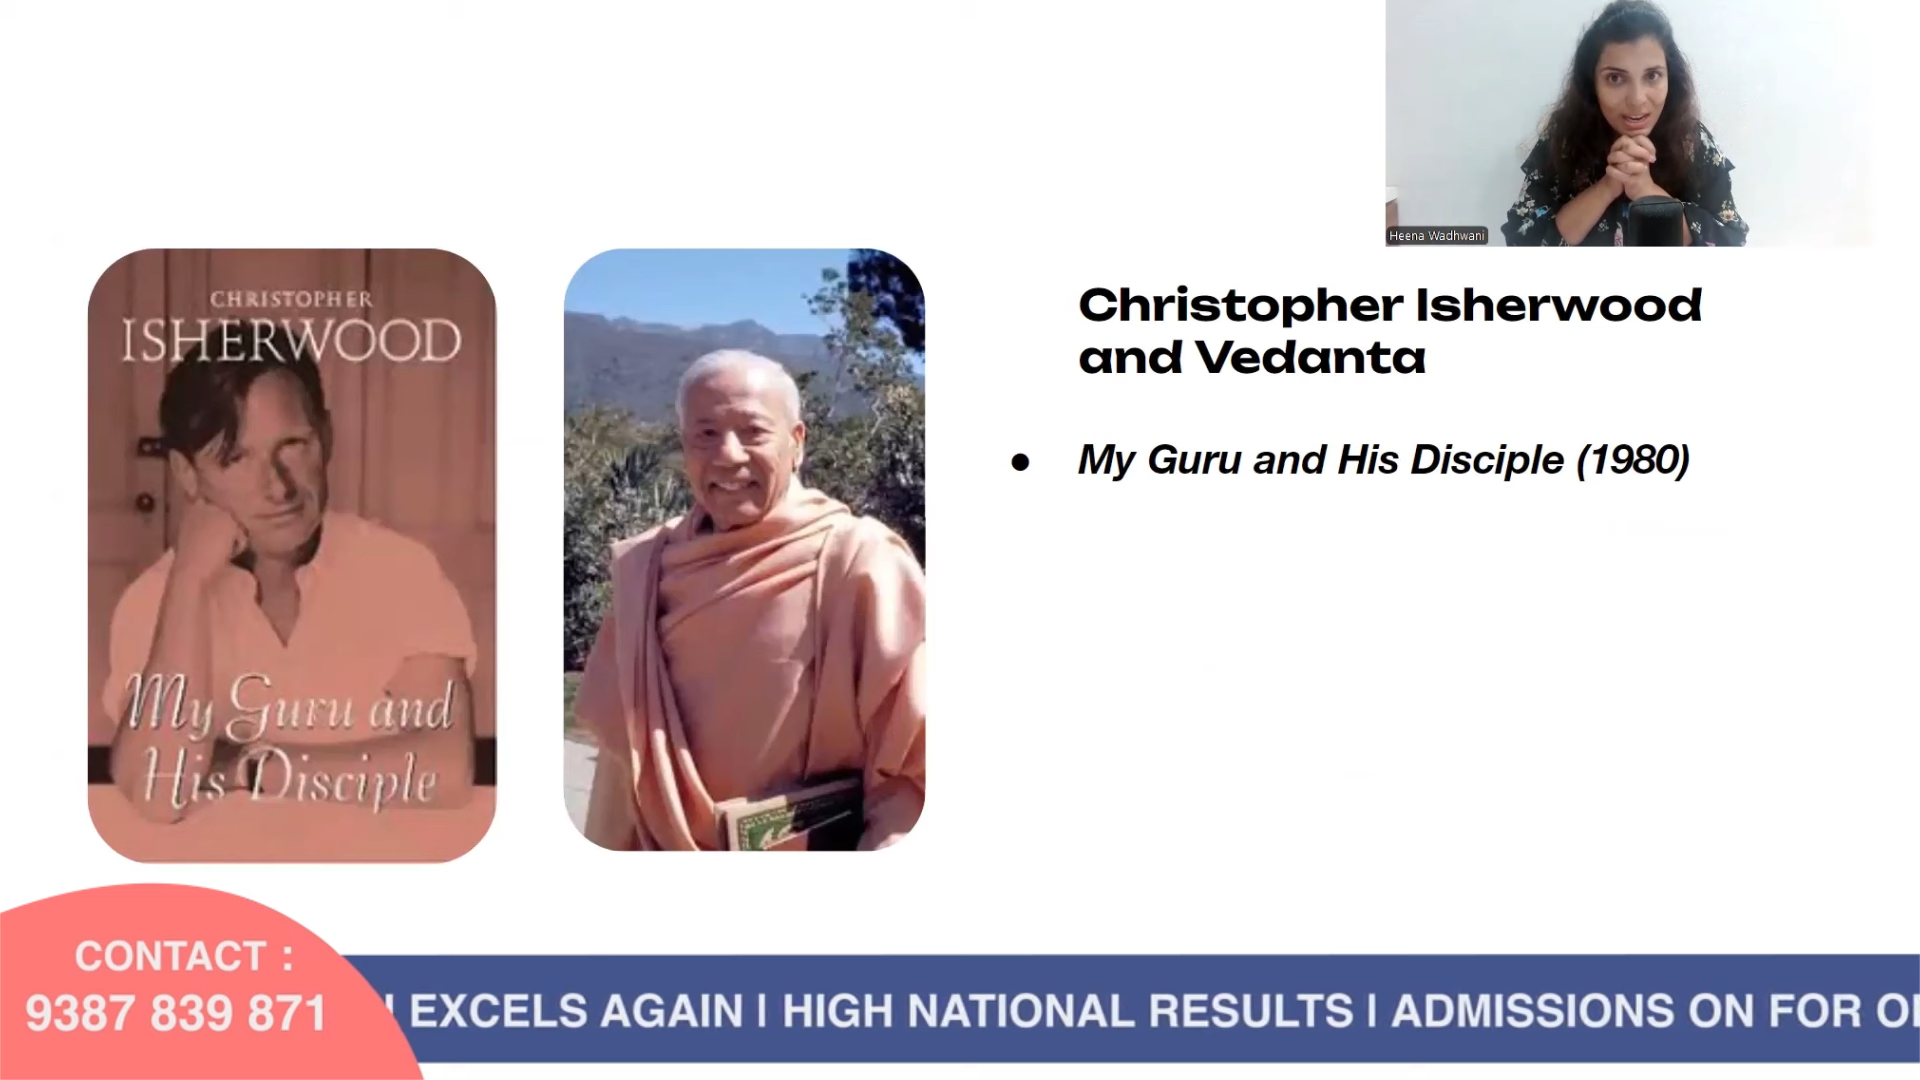 Heena Wadhwani
CHRISTOPHER
ISHERWOOD
My Guru and
His Disciple
Christopher Isherwood
and Vedanta
● My Guru and His Disciple (1980)
CONTACT :
9387 839 871
EXCELS AGAIN | HIGH NATIONAL RESULTS | ADMISSIONS ON FOR